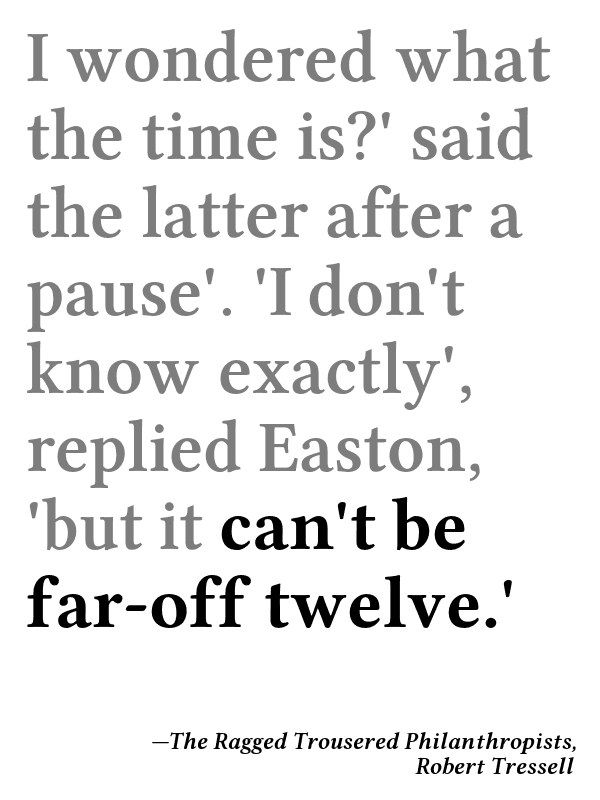 I wondered what
the time is?' said
the latter after a
pause'. 'I don't
know exactly',
replied Easton,
'but it can't be
far-off twelve.'
—The Ragged Trousered Philanthropists,
Robert Tressell